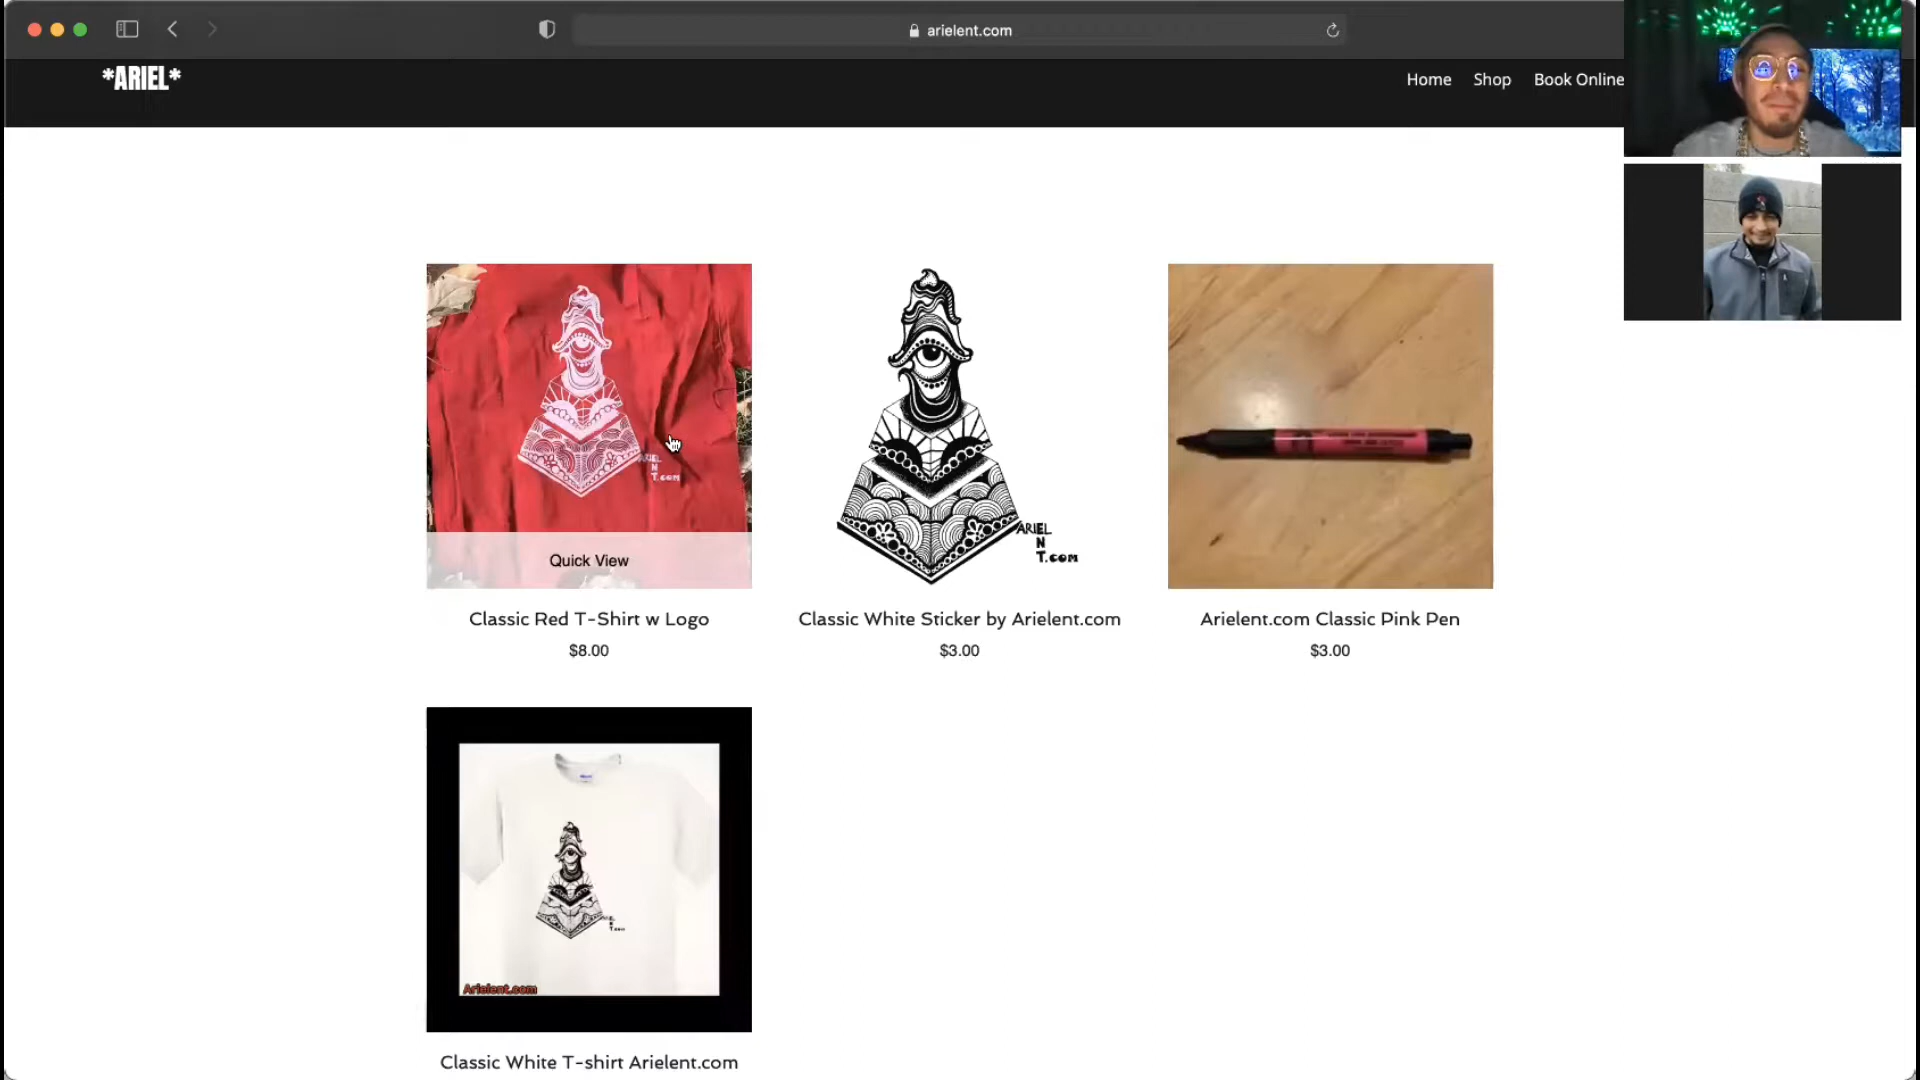 arielent.com
*ARIEL*
Home Shop Book Online
ARIEL
N
T.com
ARIEL
N
T.com
Quick View
Classic Red T-Shirt w Logo
$8.00
Classic White Sticker by Arielent.com
$3.00
Arielent.com Classic Pink Pen
$3.00
Arielent.com
Classic White T-shirt Arielent.com